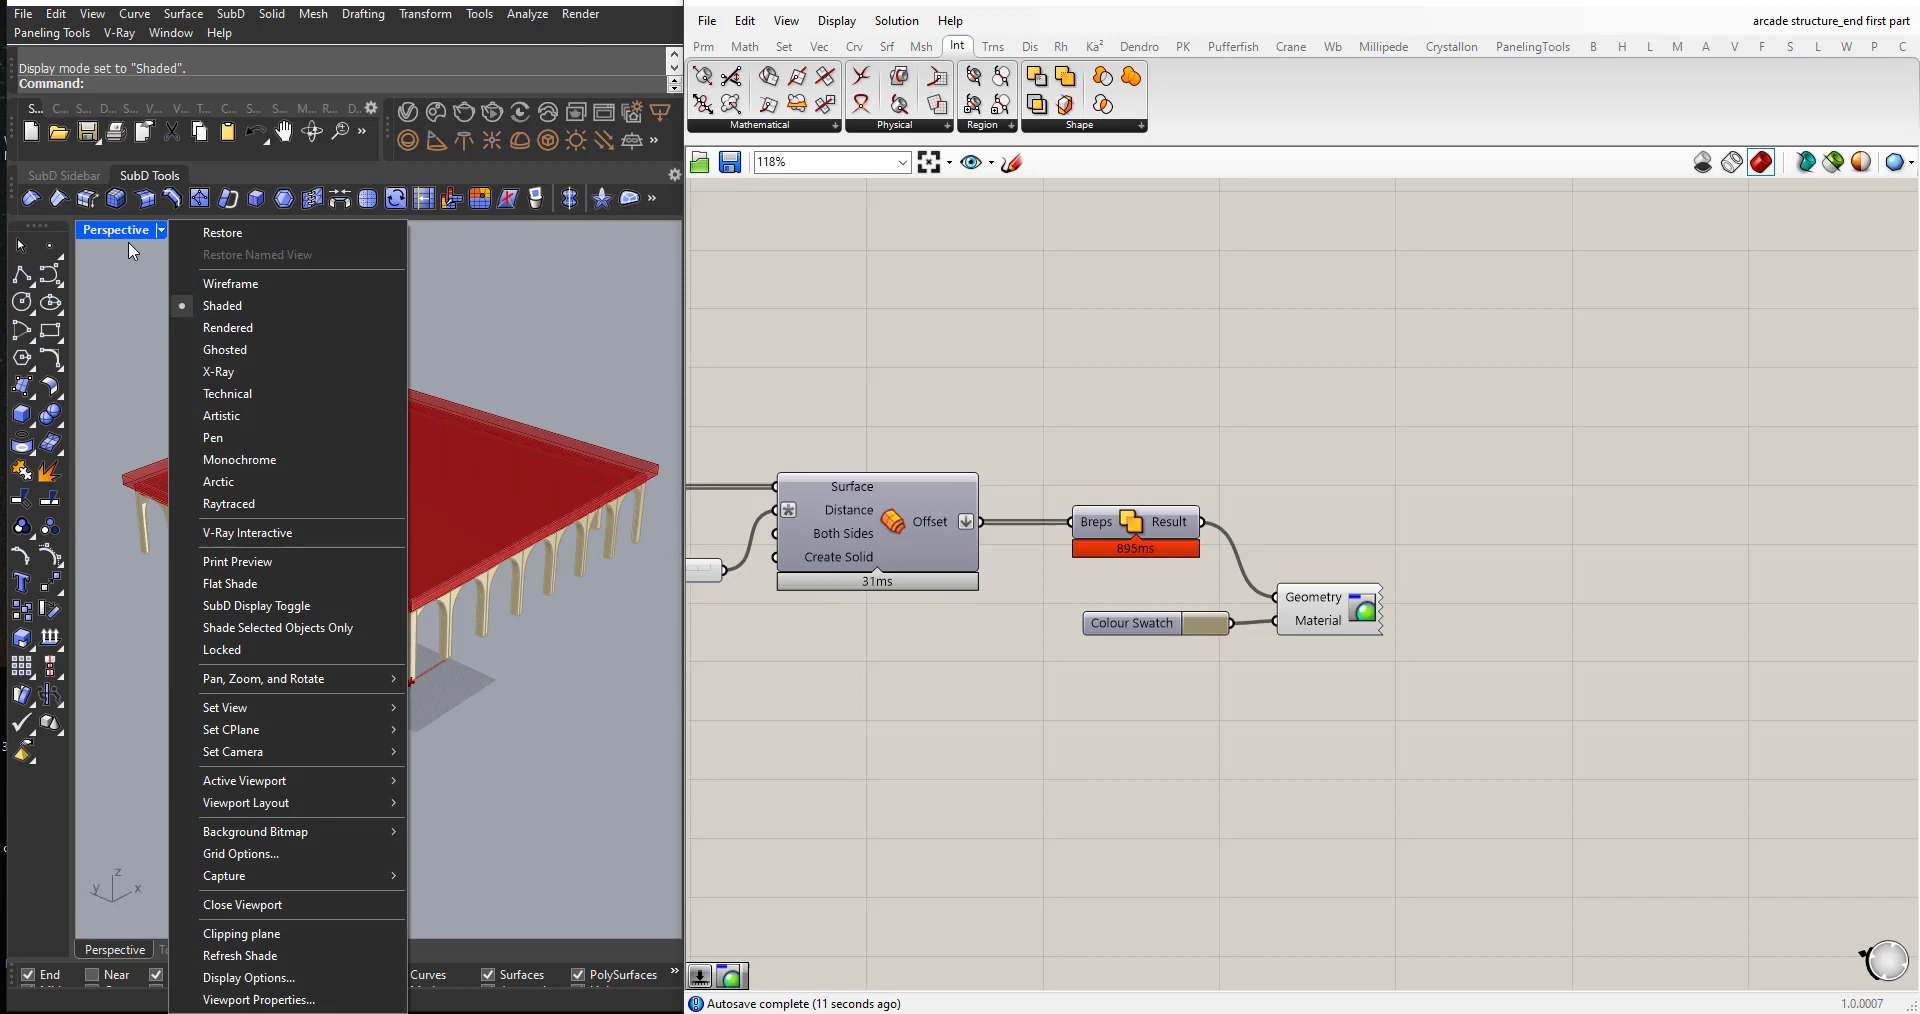 File Edit View Curve Surface SubD Solid Mesh Drafting Transform Tools Analyze Render
Paneling Tools V-Ray Window Help
Display mode set to "Shaded".
Command:
S... C... S... D... S... V... V... T... C... S... S... M... R... D..
SubD Sidebar SubD Tools
Perspective
Restore
Restore Named View
Wireframe
Shaded
Rendered
Ghosted
X-Ray
Technical
Artistic
Pen
Monochrome
Arctic
Raytraced
V-Ray Interactive
Print Preview
Flat Shade
SubD Display Toggle
Shade Selected Objects Only
Locked
Pan, Zoom, and Rotate
Set View
Set CPlane
Set Camera
Active Viewport
Viewport Layout
Background Bitmap
Grid Options...
Capture
Close Viewport
Clipping plane
Refresh Shade
Display Options...
Viewport Properties...
z
y x
Perspective
End Near Curves Surfaces PolySurfaces »
File Edit View Display Solution Help
arcade structure_end first part
Prm Math Set Vec Crv Srf Msh Int Trns Dis Rh Ka² Dendro PK Pufferfish Crane Wb Millipede Crystallon PanelingTools B H L M A V F S L W P C
Mathematical Physical Region Shape
118%
Surface
Distance
Both Sides
Create Solid
Offset
31ms
Breps Result
895ms
Colour Swatch
Geometry
Material
Autosave complete (11 seconds ago)
1.0.0007